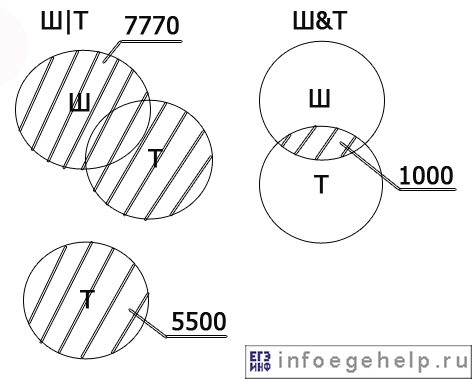 Ш|Т
7770
Ш
Т
Ш&Т
Ш
Т
1000
Т
5500
ЕГЭ
ИНФ
infoegehelp.ru